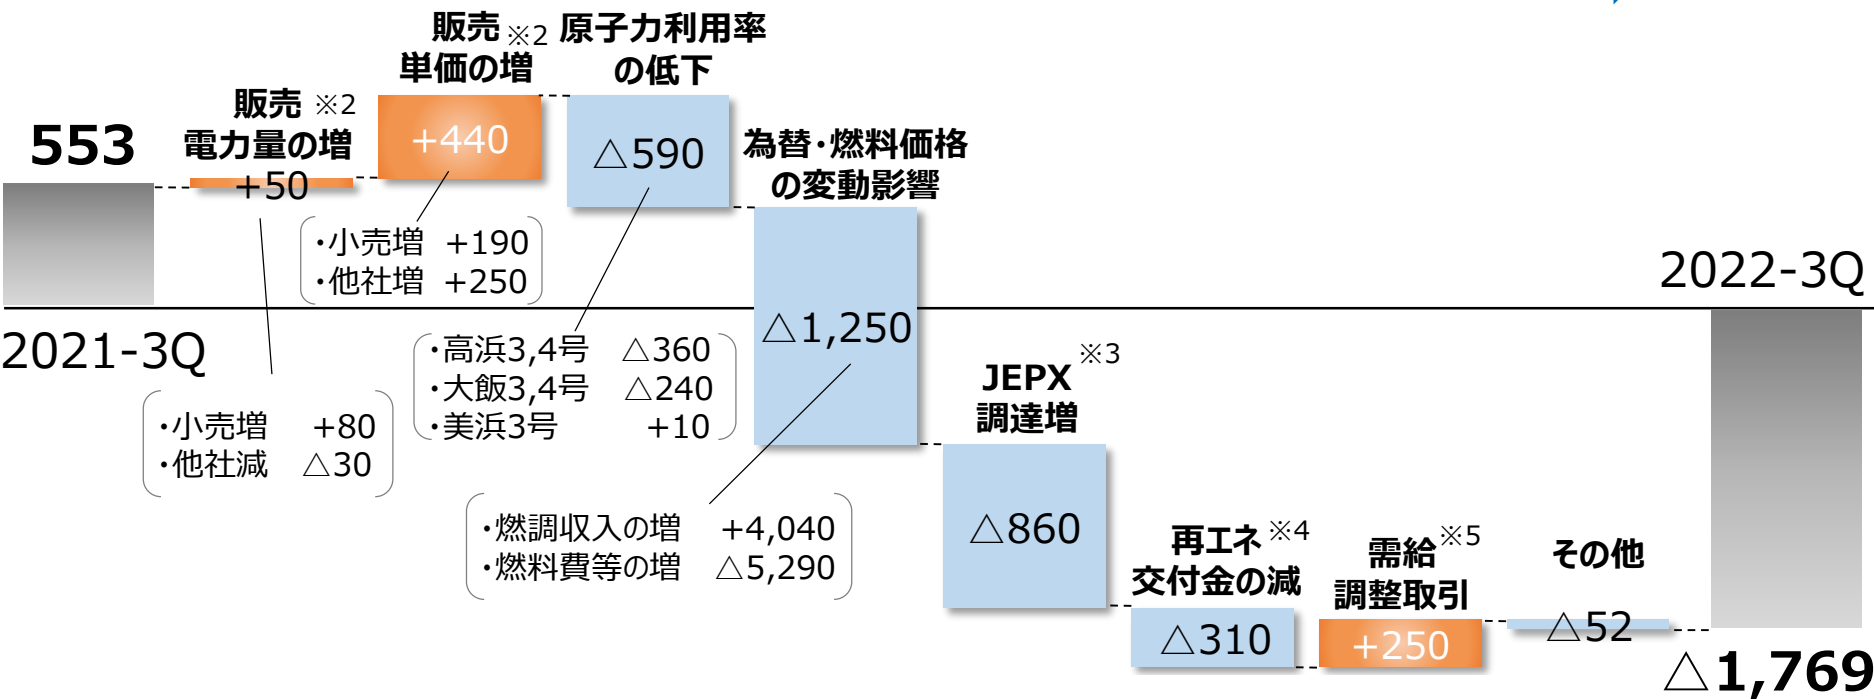 553
2021-3Q
販売 ※2
電力量の増
+50
・小売増 +80
・他社減 △30
販売 ※2
単価の増
+440
・小売増 +190
・他社増 +250
原子力利用率
の低下
△590
・高浜3,4号 △360
・大飯3,4号 △240
・美浜3号 +10
為替・燃料価格
の変動影響
△1,250
・燃調収入の増 +4,040
・燃料費等の増 △5,290
JEPX ※3
調達増
△860
再エネ ※4
交付金の減
△310
需給 ※5
調整取引
+250
その他
△52
2022-3Q
△1,769